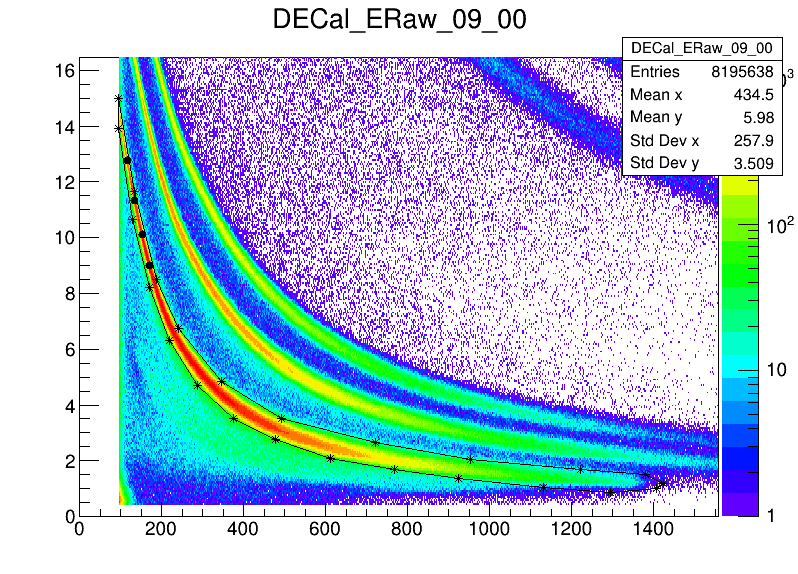 DECal_ERaw_09_00
DECal_ERaw_09_00
Entries 8195638
Mean x 434.5
Mean y 5.98
Std Dev x 257.9
Std Dev y 3.509
16
14
12
10
8
6
4
2
0
0 200 400 600 800 1000 1200 1400
10²
10
1